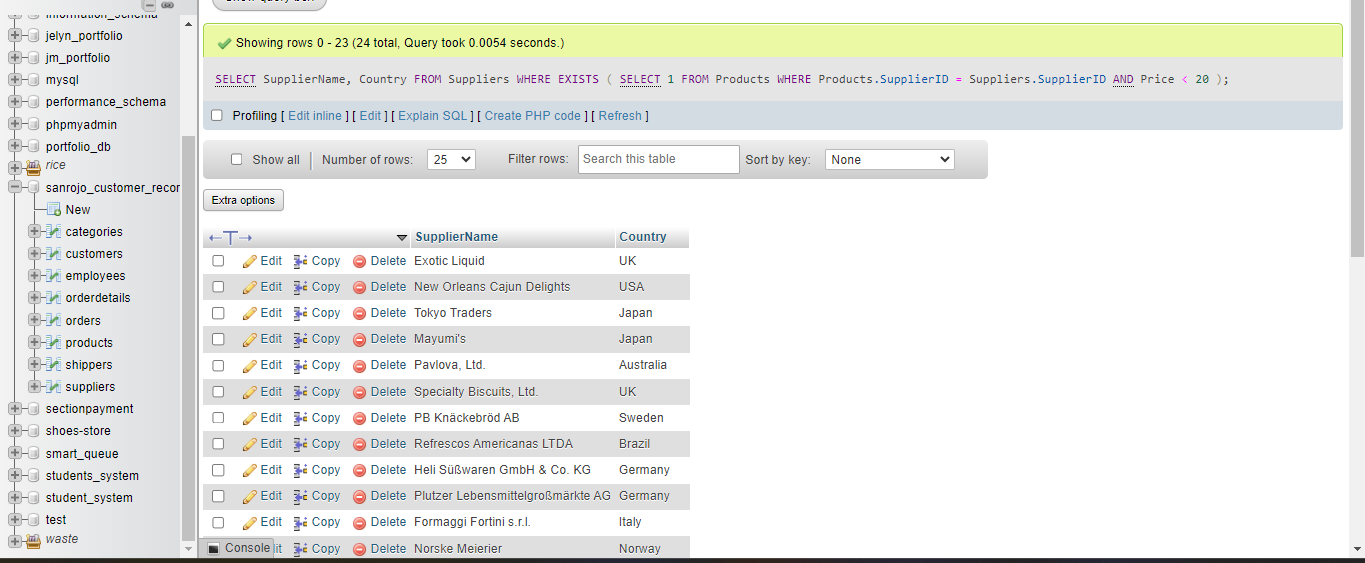 information_schema
jelyn_portfolio
jm_portfolio
mysql
performance_schema
phpmyadmin
portfolio_db
rice
sanrojo_customer_recor
New
categories
customers
employees
orderdetails
orders
products
shippers
suppliers
sectionpayment
shoes-store
smart_queue
students_system
student_system
test
waste
Show query box
Showing rows 0 - 23 (24 total, Query took 0.0054 seconds.)
SELECT SupplierName, Country FROM Suppliers WHERE EXISTS ( SELECT 1 FROM Products WHERE Products.SupplierID = Suppliers.SupplierID AND Price < 20 );
Profiling [ Edit inline ] [ Edit ] [ Explain SQL ] [ Create PHP code ] [ Refresh ]
Show all Number of rows: 25 Filter rows: Search this table Sort by key: None
Extra options
SupplierName Country
Edit Copy Delete Exotic Liquid UK
Edit Copy Delete New Orleans Cajun Delights USA
Edit Copy Delete Tokyo Traders Japan
Edit Copy Delete Mayumi's Japan
Edit Copy Delete Pavlova, Ltd. Australia
Edit Copy Delete Specialty Biscuits, Ltd. UK
Edit Copy Delete PB Knäckebröd AB Sweden
Edit Copy Delete Refrescos Americanas LTDA Brazil
Edit Copy Delete Heli Süßwaren GmbH & Co. KG Germany
Edit Copy Delete Plutzer Lebensmittelgroßmärkte AG Germany
Edit Copy Delete Formaggi Fortini s.r.l. Italy
Console it Copy Delete Norske Meierier Norway